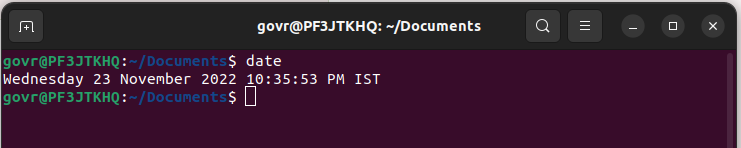 govr@PF3JTKHQ: ~/Documents
govr@PF3JTKHQ:~/Documents$ date
Wednesday 23 November 2022 10:35:53 PM IST
govr@PF3JTKHQ:~/Documents$